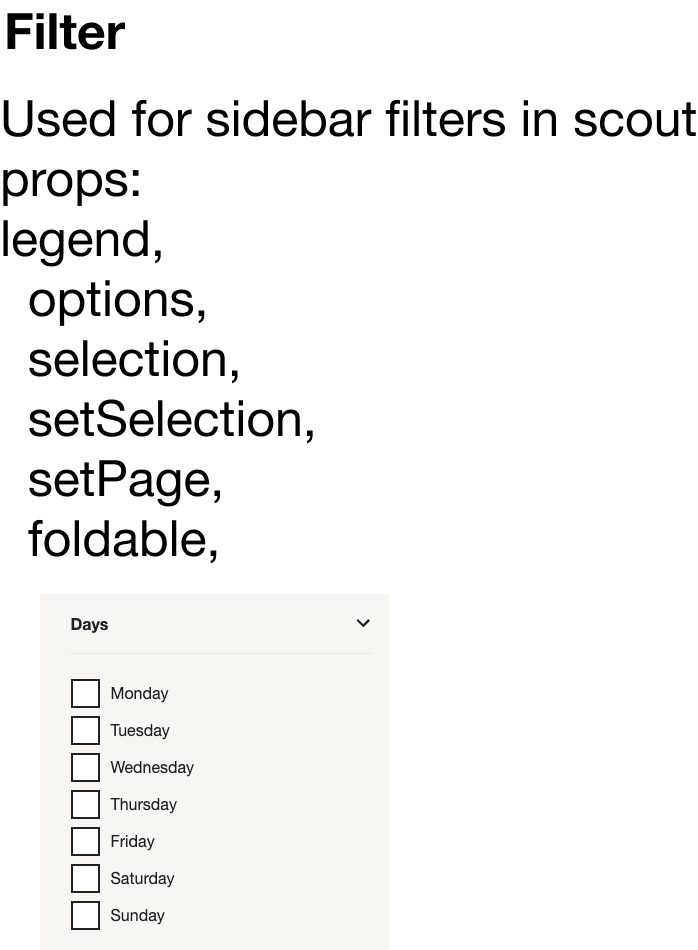 Filter
Used for sidebar filters in scout
props:
legend,
options,
selection,
setSelection,
setPage,
foldable,
Days
Monday
Tuesday
Wednesday
Thursday
Friday
Saturday
Sunday